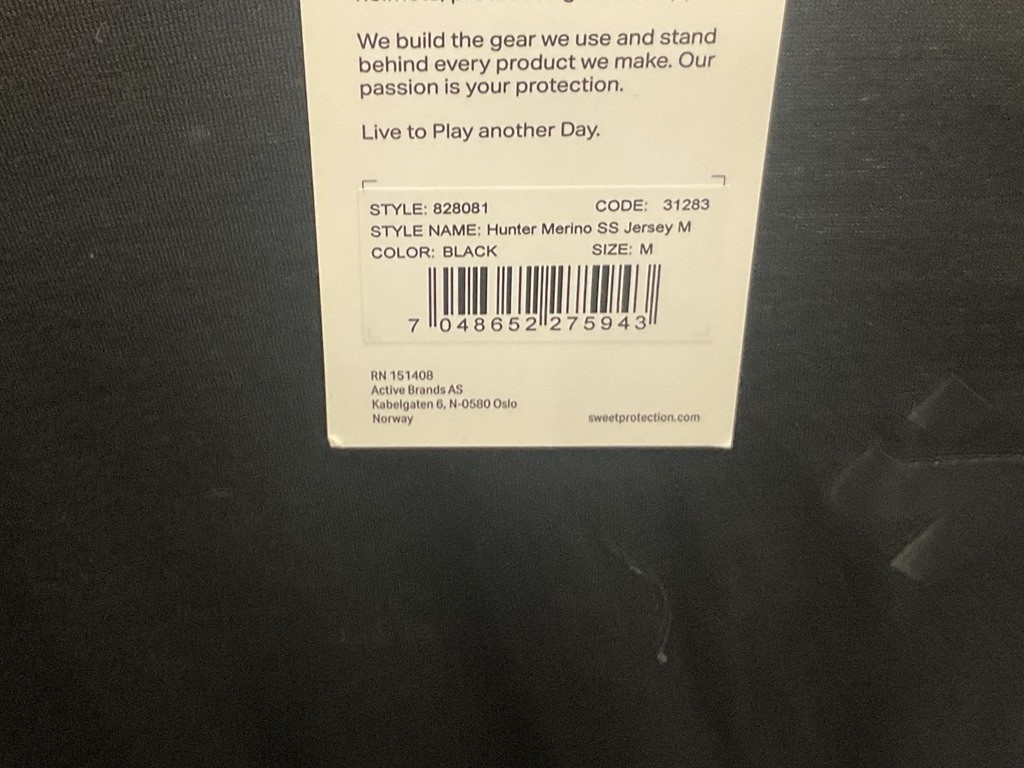 We build the gear we use and stand
behind every product we make. Our
passion is your protection.
Live to Play another Day.
STYLE: 828081 CODE: 31283
STYLE NAME: Hunter Merino SS Jersey M
COLOR: BLACK SIZE: M
7 048652 275943
RN 151408
Active Brands AS
Kabelgaten 6, N-0580 Oslo
Norway sweetprotection.com